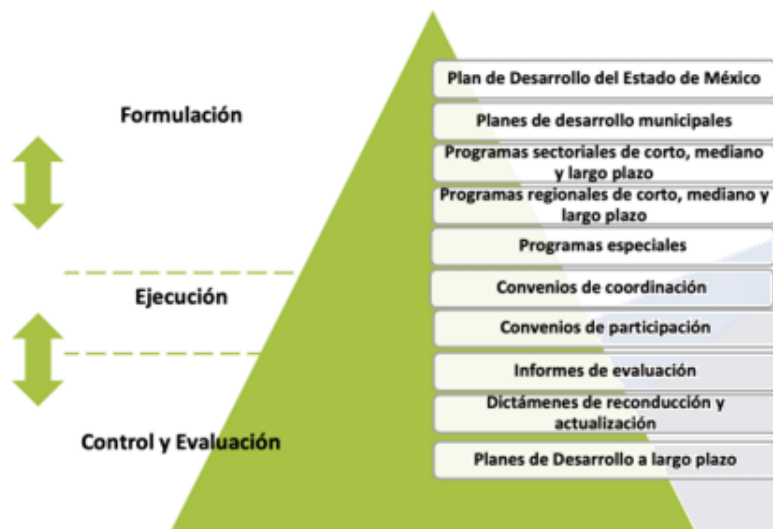 Formulación
Ejecución
Control y Evaluación
Plan de Desarrollo del Estado de México
Planes de desarrollo municipales
Programas sectoriales de corto, mediano
y largo plazo
Programas regionales de corto, mediano y
largo plazo
Programas especiales
Convenios de coordinación
Convenios de participación
Informes de evaluación
Dictámenes de reconducción y
actualización
Planes de Desarrollo a largo plazo